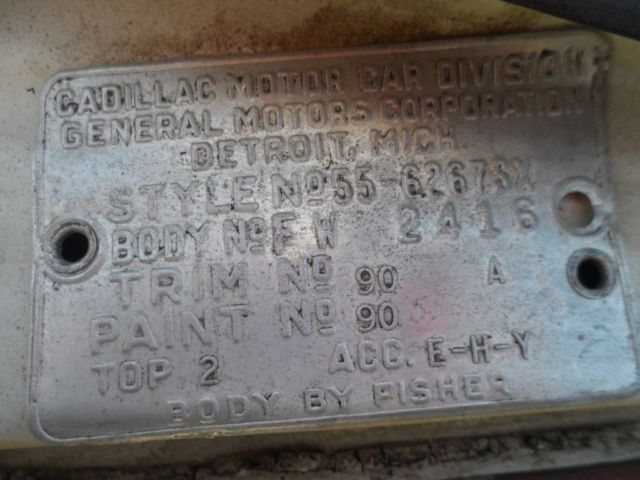 CADILLAC MOTOR CAR DIVISION
GENERAL MOTORS CORPORATION
DETROIT, MICH.
STYLE Nº 55-6267SX
BODY Nº F W 2416
TRIM Nº 90 A
PAINT Nº 90
TOP 2 ACC. E-H-Y
BODY BY FISHER